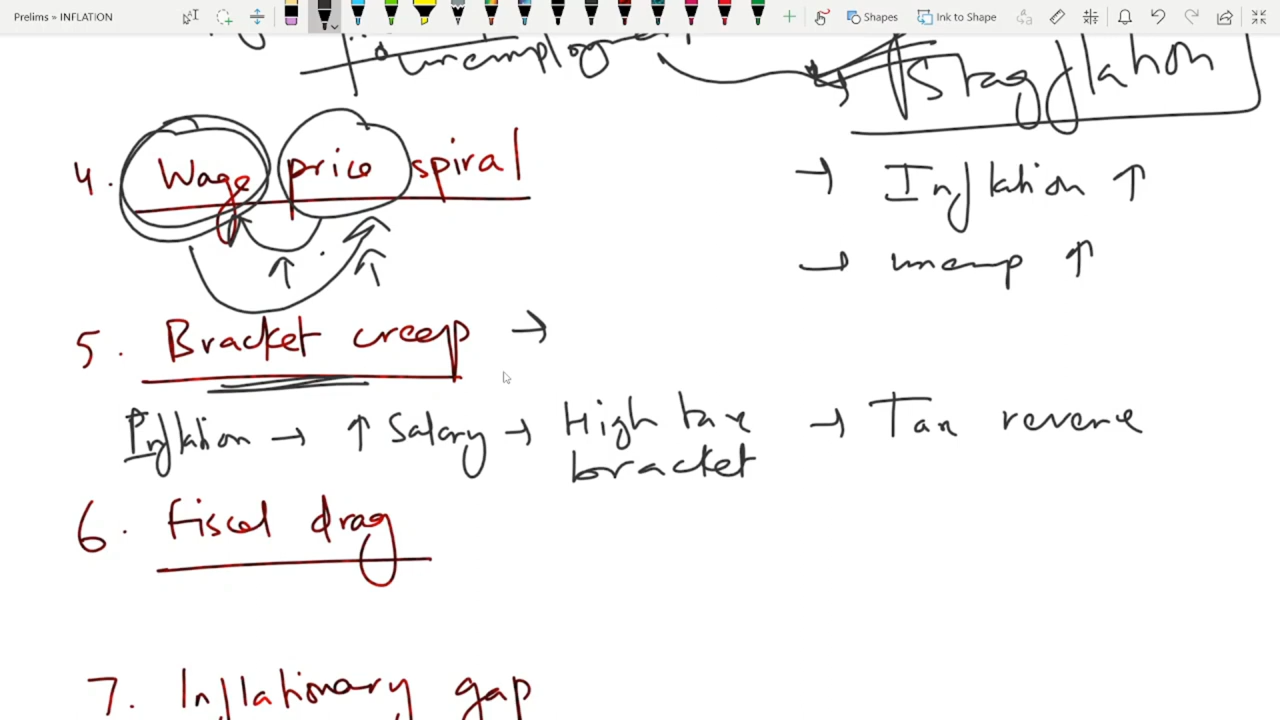 Prelims » INFLATION
Shapes
Ink to Shape
unemployment
Stagflation
4. Wage price spiral
→ Inflation ↑
→ unemp ↑
5. Bracket creep →
Inflation → ↑ Salary → High tax bracket → Tax revenue
6. Fiscal drag
7. Inflationary gap